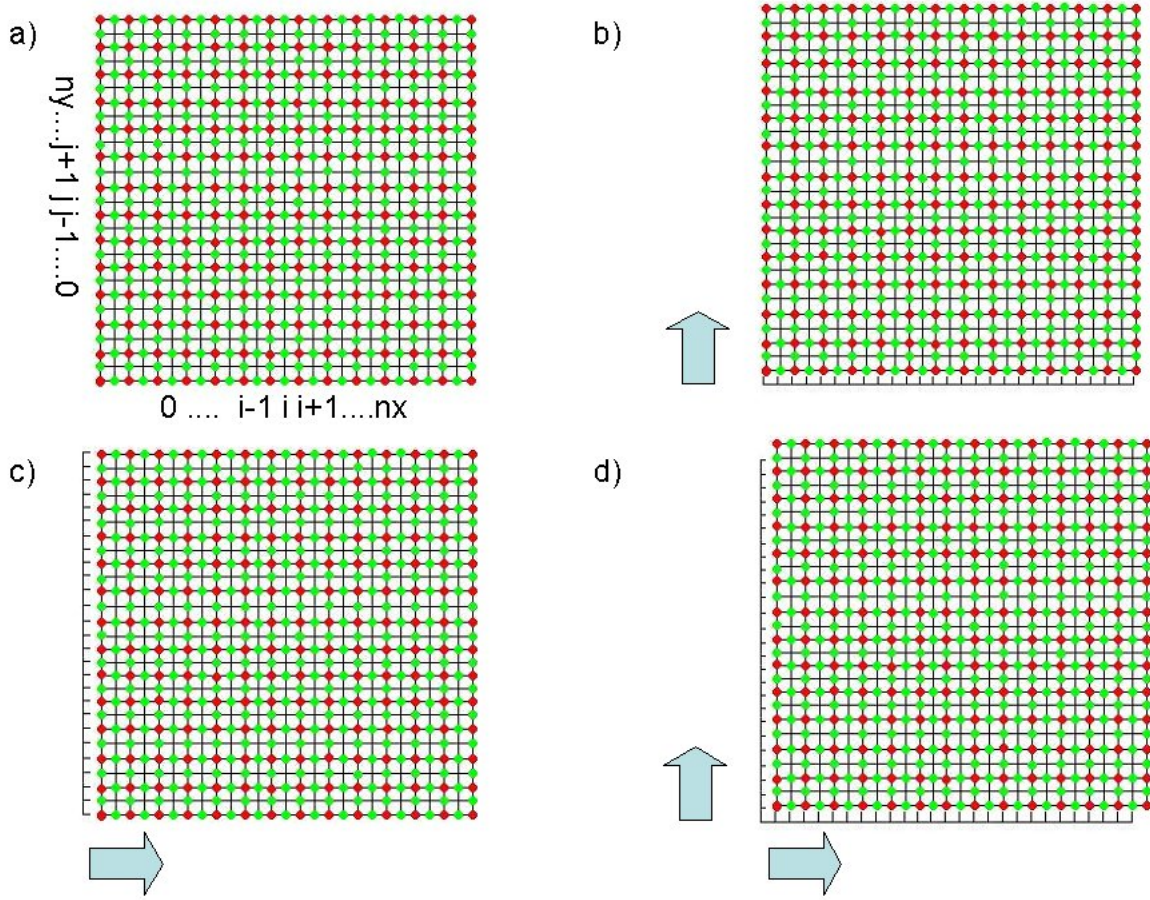 a)
b)
ny....j+1 j j-1.....0
0 .... i-1 i i+1....nx
c)
d)